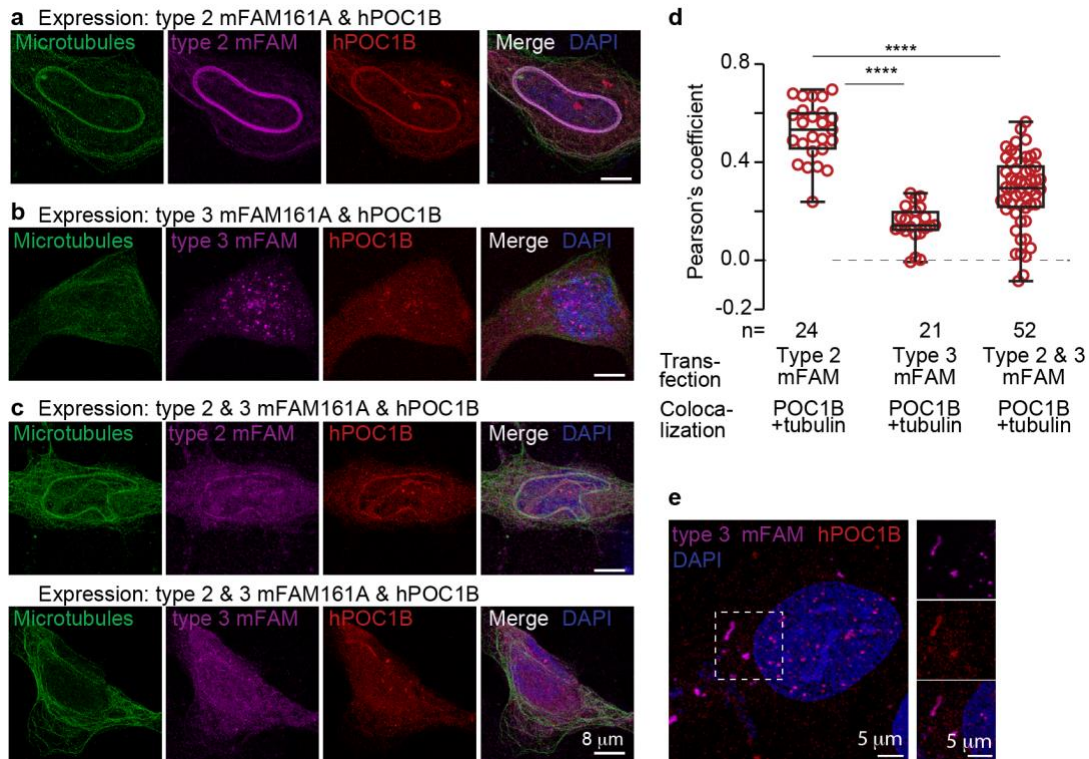 a Expression: type 2 mFAM161A & hPOC1B
Microtubules type 2 mFAM hPOC1B Merge DAPI
b Expression: type 3 mFAM161A & hPOC1B
Microtubules type 3 mFAM hPOC1B Merge DAPI
c Expression: type 2 & 3 mFAM161A & hPOC1B
Microtubules type 2 mFAM hPOC1B Merge DAPI
Expression: type 2 & 3 mFAM161A & hPOC1B
Microtubules type 3 mFAM hPOC1B Merge DAPI
8 μm
d
****
****
0.8
0.4
0.0
-0.2
Pearson's coefficient
n= 24 21 52
Trans- Type 2 Type 3 Type 2 & 3
fection mFAM mFAM mFAM
Coloca- POC1B POC1B POC1B
lization +tubulin +tubulin +tubulin
e
type 3 mFAM hPOC1B
DAPI
5 μm 5 μm